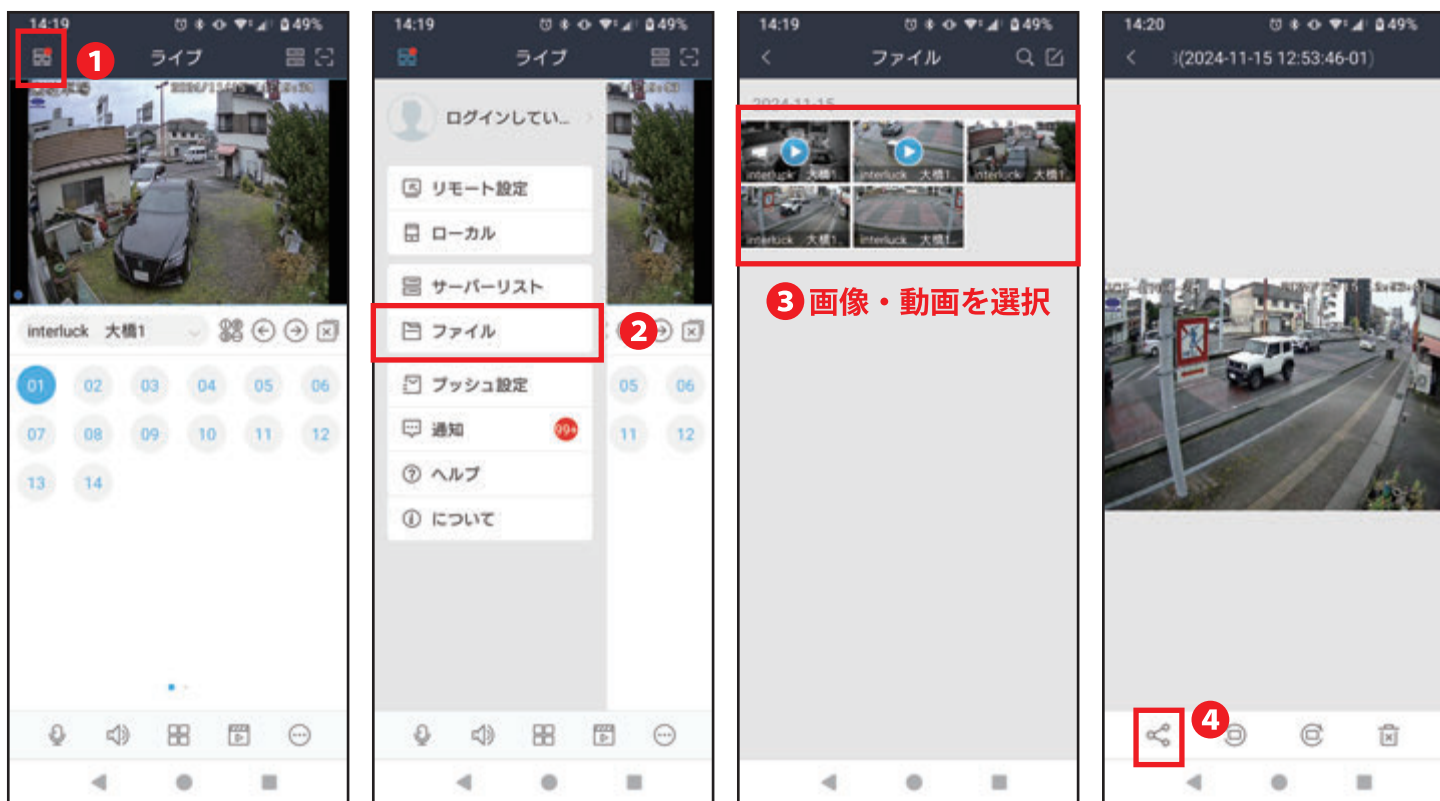 14:19
49%
❶
ライブ
interluck 大橋1
01 02 03 04 05 06
07 08 09 10 11 12
13 14
14:19
49%
ライブ
ログインしてい...
リモート設定
ローカル
サーバーリスト
ファイル
❷
プッシュ設定
通知
99+
ヘルプ
について
05 06
11 12
14:19
49%
ファイル
2024-11-15
interluck 大橋1
interluck 大橋1
interluck 大橋1
interluck 大橋1
interluck 大橋1
❸画像・動画を選択
14:20
49%
(2024-11-15 12:53:46-01)
❹